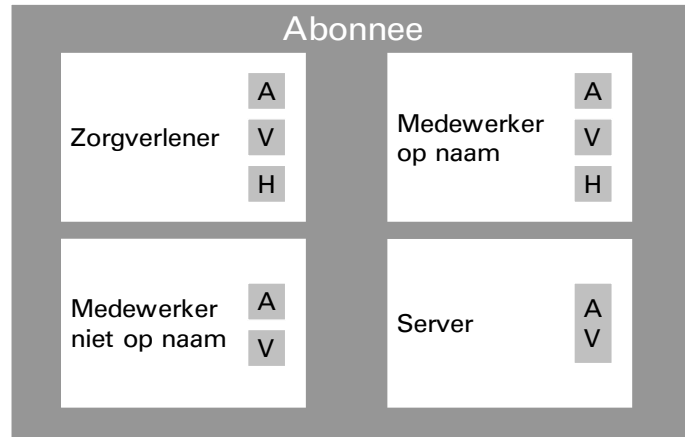 Abonnee
Zorgverlener
A
V
H
Medewerker
op naam
A
V
H
Medewerker
niet op naam
A
V
Server
A
V